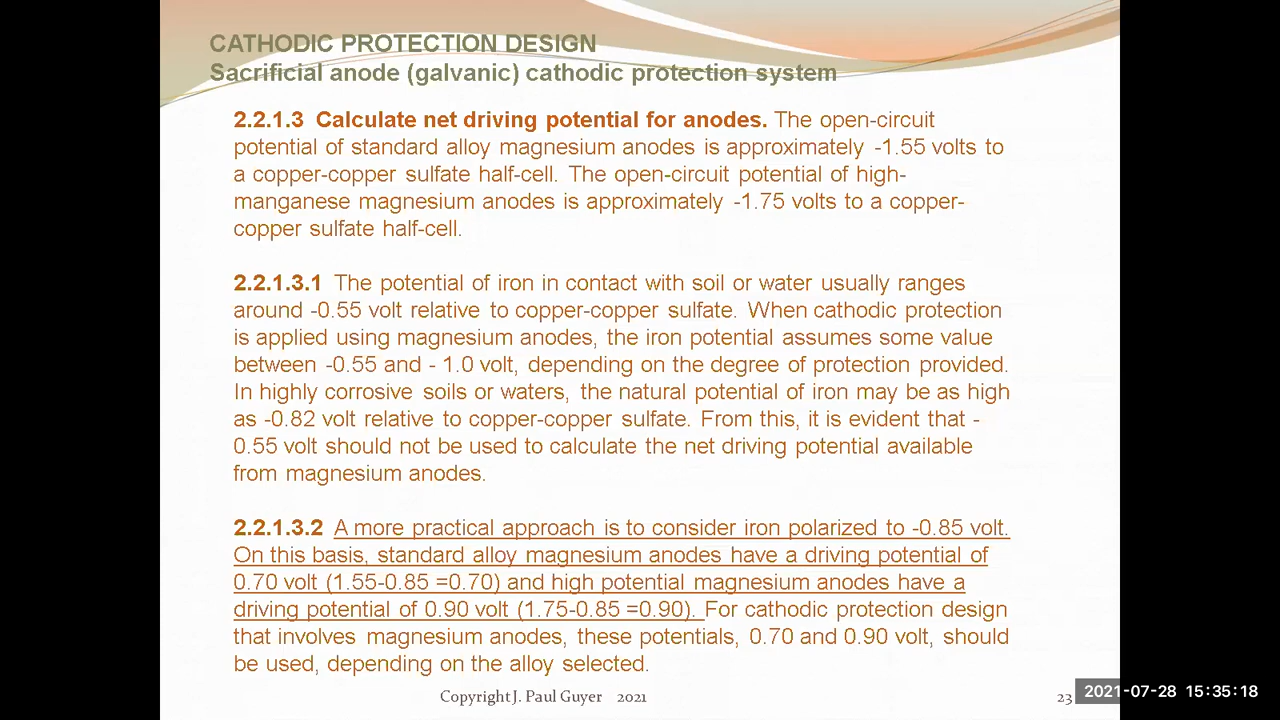 CATHODIC PROTECTION DESIGN
Sacrificial anode (galvanic) cathodic protection system
2.2.1.3 Calculate net driving potential for anodes. The open-circuit
potential of standard alloy magnesium anodes is approximately -1.55 volts to
a copper-copper sulfate half-cell. The open-circuit potential of high-
manganese magnesium anodes is approximately -1.75 volts to a copper-
copper sulfate half-cell.
2.2.1.3.1 The potential of iron in contact with soil or water usually ranges
around -0.55 volt relative to copper-copper sulfate. When cathodic protection
is applied using magnesium anodes, the iron potential assumes some value
between -0.55 and - 1.0 volt, depending on the degree of protection provided.
In highly corrosive soils or waters, the natural potential of iron may be as high
as -0.82 volt relative to copper-copper sulfate. From this, it is evident that -
0.55 volt should not be used to calculate the net driving potential available
from magnesium anodes.
2.2.1.3.2 A more practical approach is to consider iron polarized to -0.85 volt.
On this basis, standard alloy magnesium anodes have a driving potential of
0.70 volt (1.55-0.85 =0.70) and high potential magnesium anodes have a
driving potential of 0.90 volt (1.75-0.85 =0.90). For cathodic protection design
that involves magnesium anodes, these potentials, 0.70 and 0.90 volt, should
be used, depending on the alloy selected.
Copyright J. Paul Guyer 2021
23
2021-07-28 15:35:18